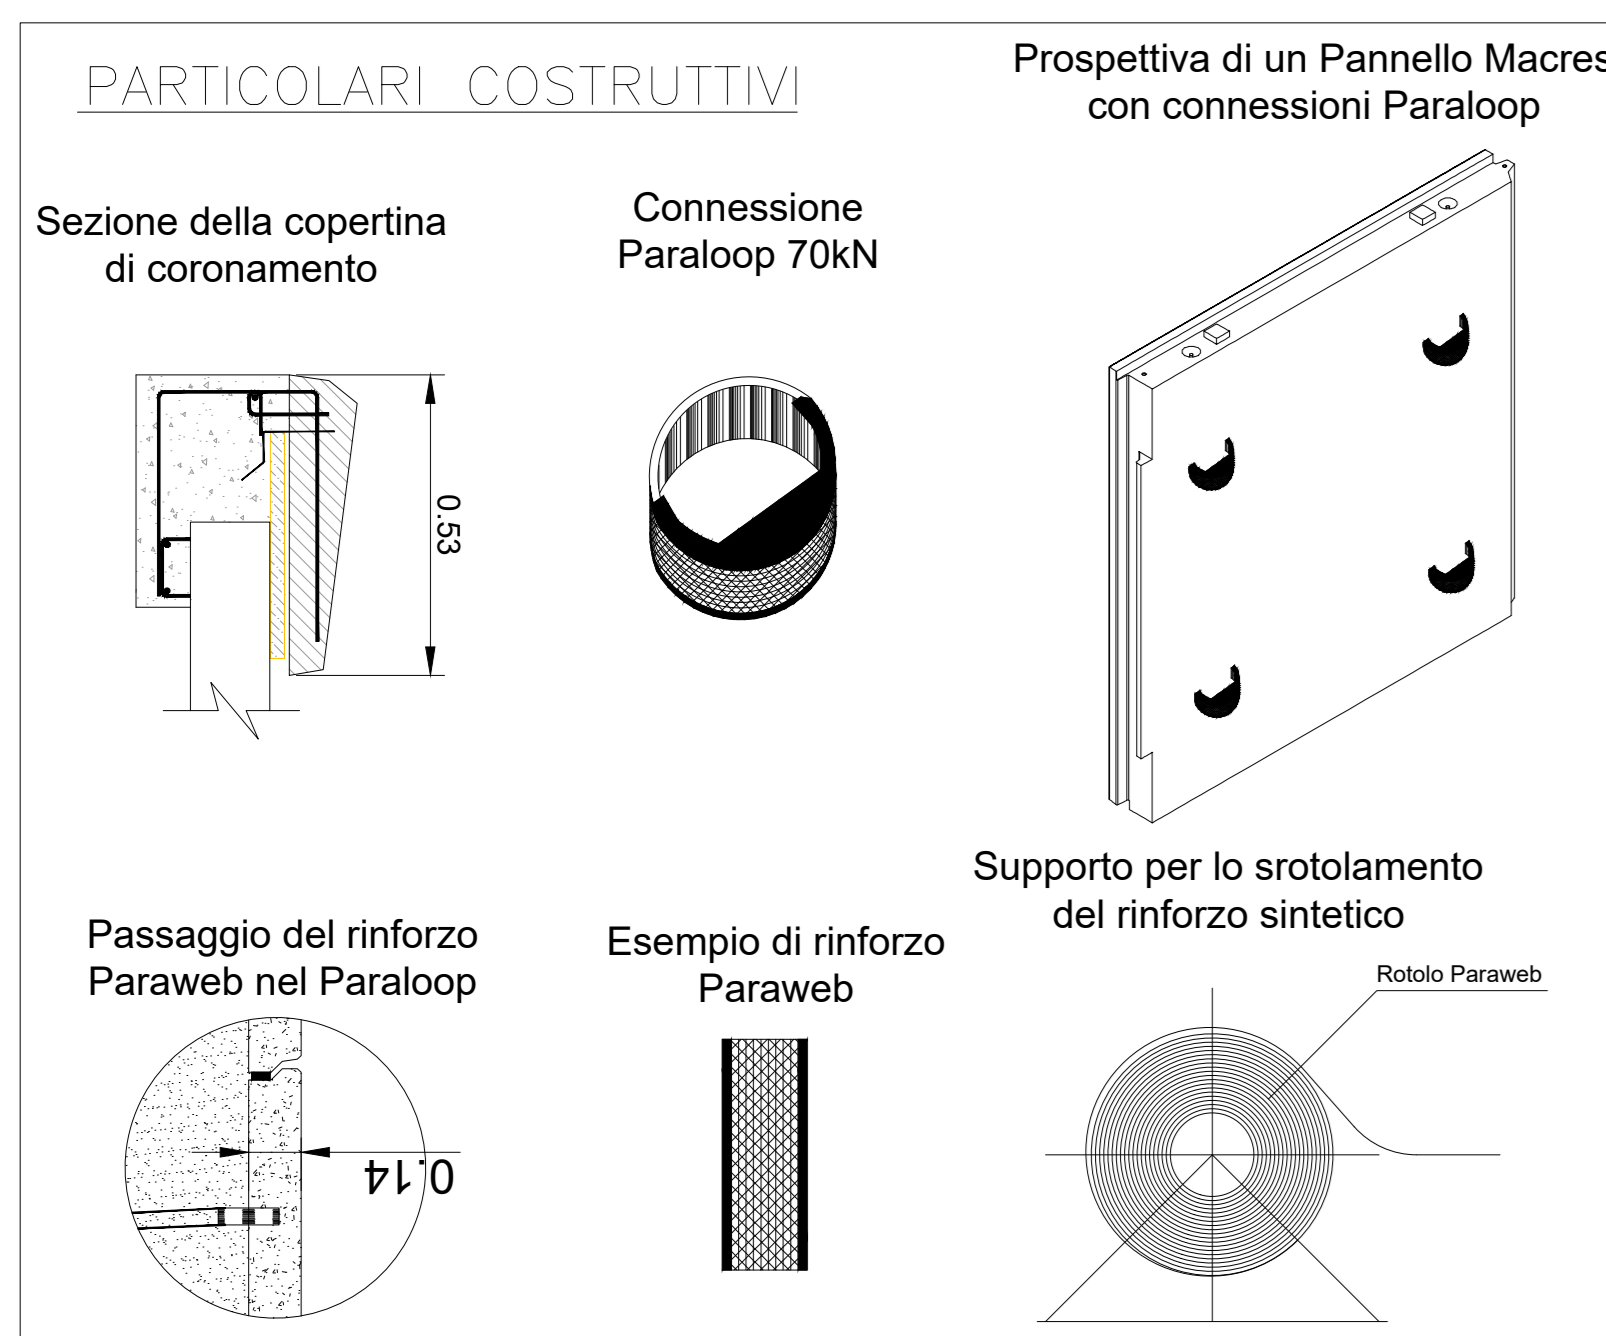 PARTICOLARI COSTRUTTIVI
Prospettiva di un Pannello Macres
con connessioni Paraloop
Sezione della copertina
di coronamento
Connessione
Paraloop 70kN
0.53
Supporto per lo srotolamento
del rinforzo sintetico
Passaggio del rinforzo
Paraweb nel Paraloop
Esempio di rinforzo
Paraweb
Rotolo Paraweb
0.14